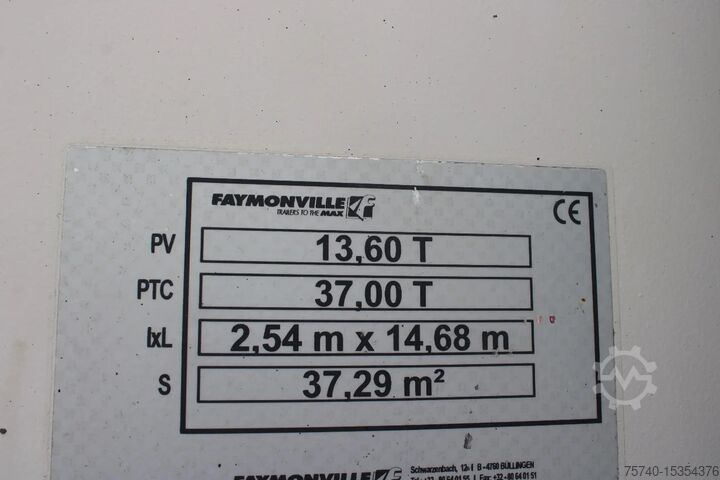 FAYMONVILLE
TRAILERS TO THE MAX
CE
PV 13,60 T
PTC 37,00 T
lxL 2,54 m x 14,68 m
S 37,29 m²
FAYMONVILLE
Schwarzenbach, 12 B - 4760 BÜLLINGEN
75740-15354376